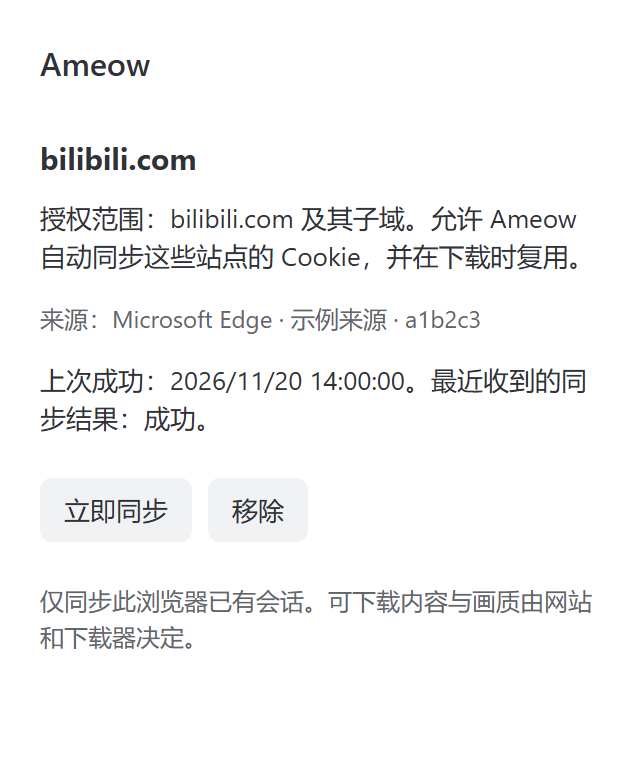 Ameow
bilibili.com
授权范围：bilibili.com 及其子域。允许 Ameow
自动同步这些站点的 Cookie，并在下载时复用。
来源：Microsoft Edge · 示例来源 · a1b2c3
上次成功：2026/11/20 14:00:00。最近收到的同
步结果：成功。
立即同步 移除
仅同步此浏览器已有会话。可下载内容与画质由网站
和下载器决定。